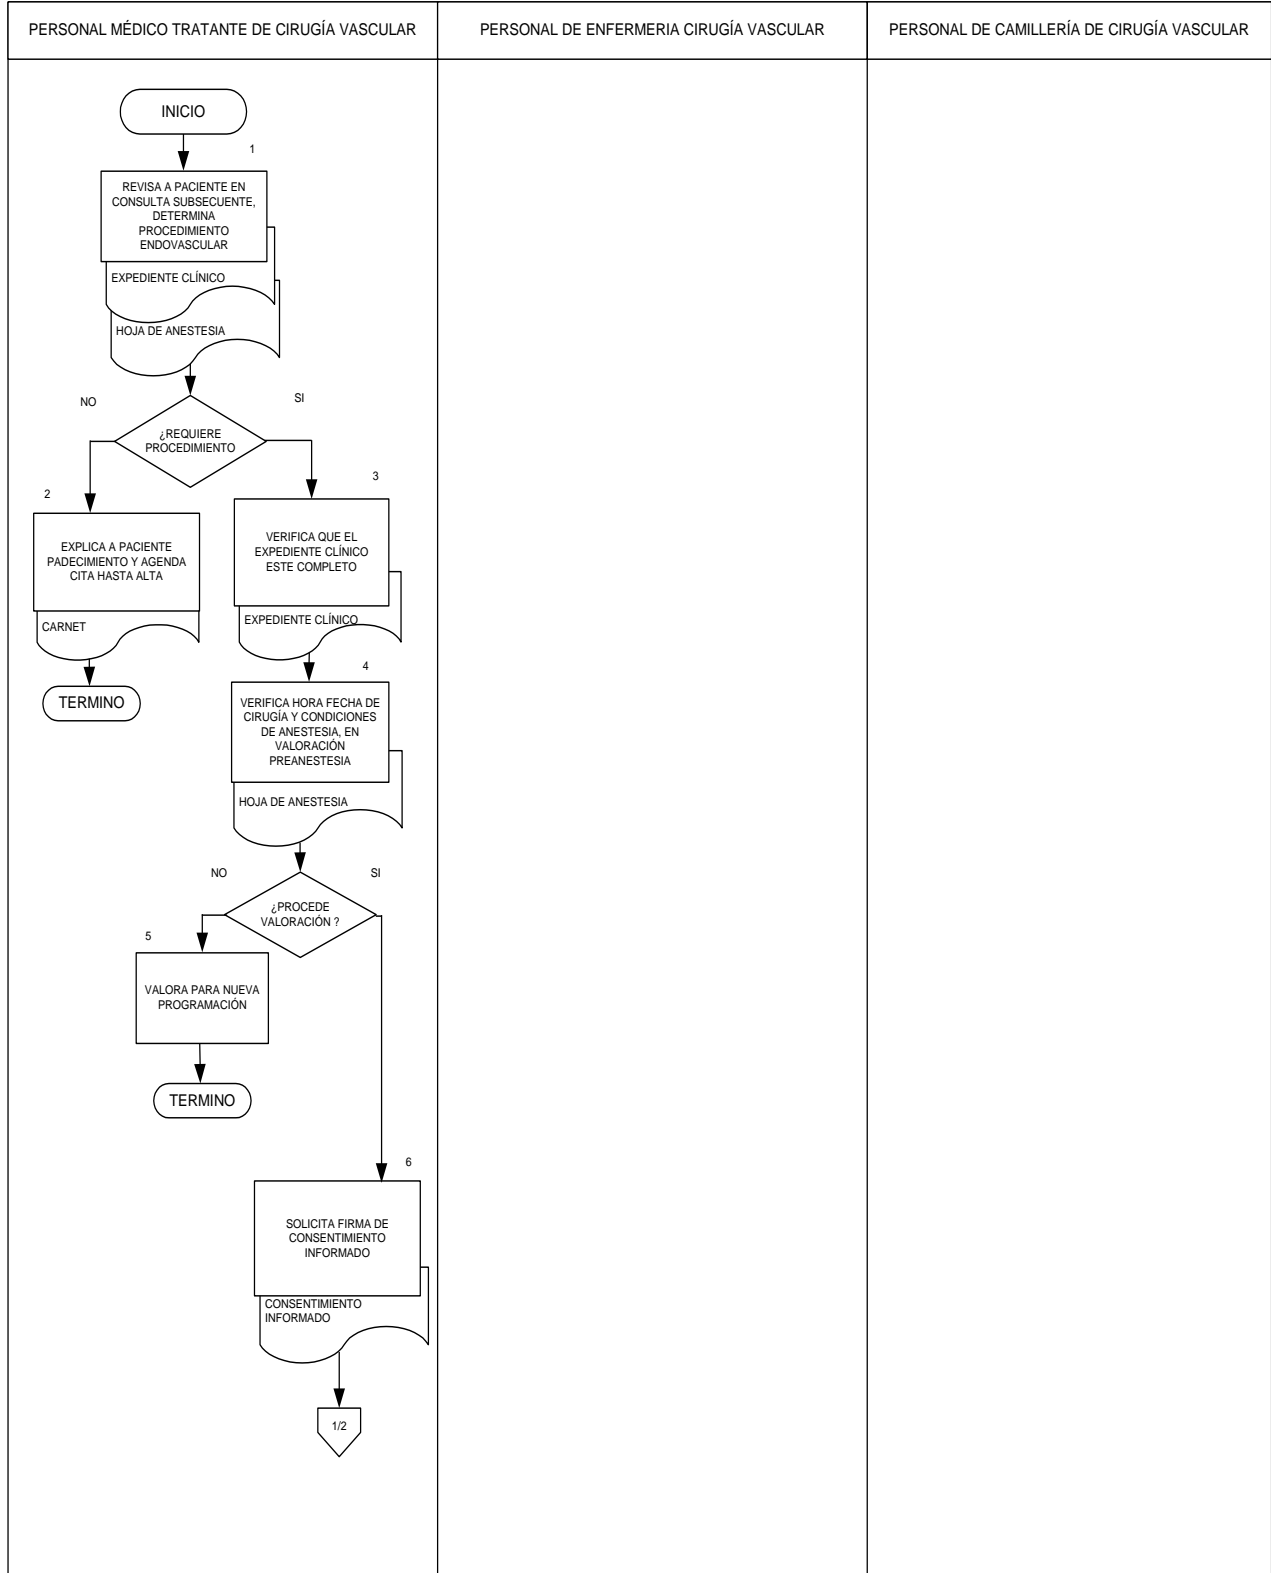 PERSONAL MÉDICO TRATANTE DE CIRUGÍA VASCULAR
PERSONAL DE ENFERMERIA CIRUGÍA VASCULAR
PERSONAL DE CAMILLERÍA DE CIRUGÍA VASCULAR
INICIO
1
REVISA A PACIENTE EN
CONSULTA SUBSECUENTE,
DETERMINA
PROCEDIMIENTO
ENDOVASCULAR
EXPEDIENTE CLÍNICO
HOJA DE ANESTESIA
NO
SI
¿REQUIERE
PROCEDIMIENTO
2
EXPLICA A PACIENTE
PADECIMIENTO Y AGENDA
CITA HASTA ALTA
CARNET
TERMINO
3
VERIFICA QUE EL
EXPEDIENTE CLÍNICO
ESTE COMPLETO
EXPEDIENTE CLÍNICO
4
VERIFICA HORA FECHA DE
CIRUGÍA Y CONDICIONES
DE ANESTESIA, EN
VALORACIÓN
PREANESTESIA
HOJA DE ANESTESIA
NO
SI
¿PROCEDE
VALORACIÓN ?
5
VALORA PARA NUEVA
PROGRAMACIÓN
TERMINO
6
SOLICITA FIRMA DE
CONSENTIMIENTO
INFORMADO
CONSENTIMIENTO
INFORMADO
1/2